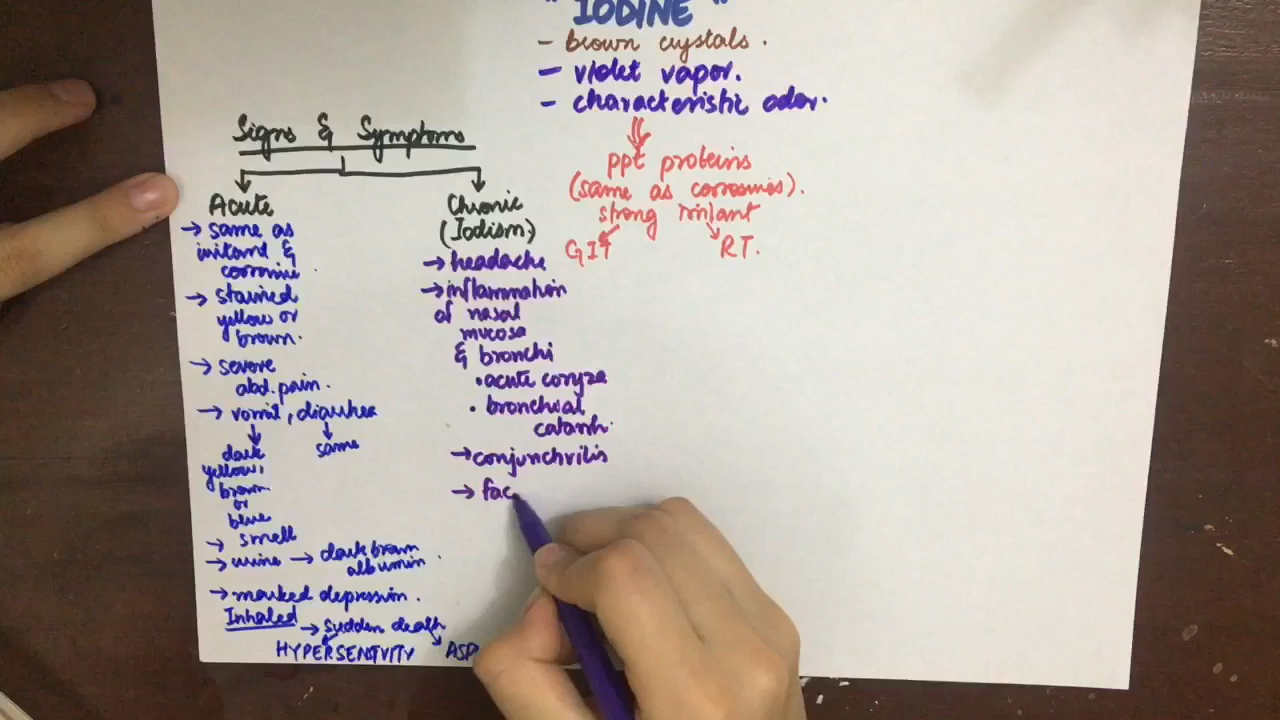 "IODINE"
- brown crystals.
- violet vapor.
- characteristic odor.
ppt proteins
(same as corrosives).
strong irritant
GIT RT.
Signs & Symptoms
Acute
→ same as
irritant &
corrosive.
→ stained
yellow or
brown.
→ severe
abd. pain.
→ vomit, diarrhea
dark
yellow,
brown
or
blue
same
→ smell
→ urine → dark brown
albumin.
→ marked depression.
Inhaled
→ sudden death
HYPERSENTVTY ASP
Chronic
(Iodism)
→ headache
→ inflammation
of nasal
mucosa
& bronchi
• acute coryza
• bronchial
catarrh.
→ conjunctivitis
→ fac